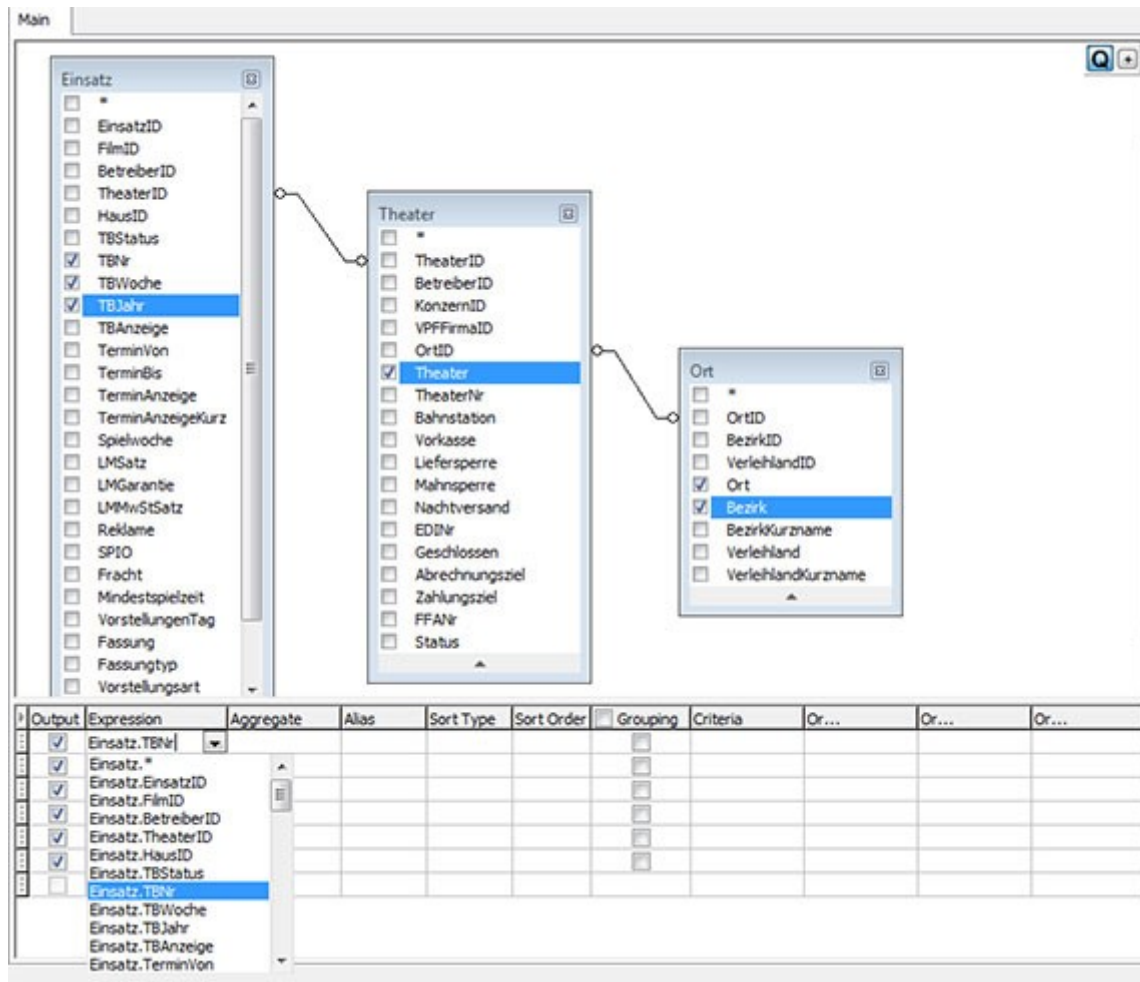 Main
Q
Einsatz
*
EinsatzID
FilmID
BetreiberID
TheaterID
HausID
TBStatus
TBNr
TBWoche
TBJahr
TBAnzeige
TerminVon
TerminBis
TerminAnzeige
TerminAnzeigeKurz
Spielwoche
LMSatz
LMGarantie
LMMwStSatz
Reklame
SPIO
Fracht
Mindestspielzeit
VorstellungenTag
Fassung
Fassungtyp
Vorstellungsart
Theater
*
TheaterID
BetreiberID
KonzernID
VPFFirmaID
OrtID
Theater
TheaterNr
Bahnstation
Vorkasse
Liefersperre
Mahnsperre
Nachtversand
EDINr
Geschlossen
Abrechnungsziel
Zahlungsziel
FFANr
Status
Ort
*
OrtID
BezirkID
VerleihlandID
Ort
Bezirk
BezirkKurzname
Verleihland
VerleihlandKurzname
Output Expression Aggregate Alias Sort Type Sort Order Grouping Criteria Or... Or... Or...
Einsatz.TBNr
Einsatz.*
Einsatz.EinsatzID
Einsatz.FilmID
Einsatz.BetreiberID
Einsatz.TheaterID
Einsatz.HausID
Einsatz.TBStatus
Einsatz.TBNr
Einsatz.TBWoche
Einsatz.TBJahr
Einsatz.TBAnzeige
Einsatz.TerminVon